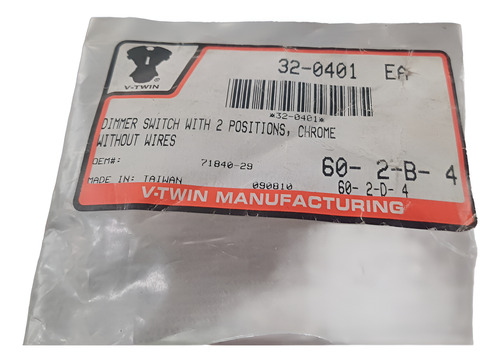 V-TWIN
32-0401 EA
*32-0401*
DIMMER SWITCH WITH 2 POSITIONS, CHROME
WITHOUT WIRES
OEM#: 71840-29 60- 2-B- 4
MADE IN: TAIWAN 090810 60- 2-D- 4
V-TWIN MANUFACTURING